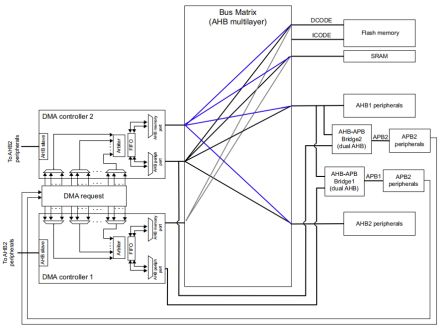 Bus Matrix
(AHB multilayer)
DCODE
ICODE
Flash memory
SRAM
DMA controller 2
AHB memory
port
AHB1 peripherals
To AHB2
peripherals
AHB slave
Arbiter
FIFO
AHB periph
port
AHB-APB
Bridge2
(dual AHB)
APB2
APB2
peripherals
AHB-APB
Bridge1
(dual AHB)
APB1
APB2
peripherals
DMA request
To AHB2
peripherals
AHB slave
Arbiter
FIFO
AHB memory
port
AHB2 peripherals
AHB periph
port
DMA controller 1